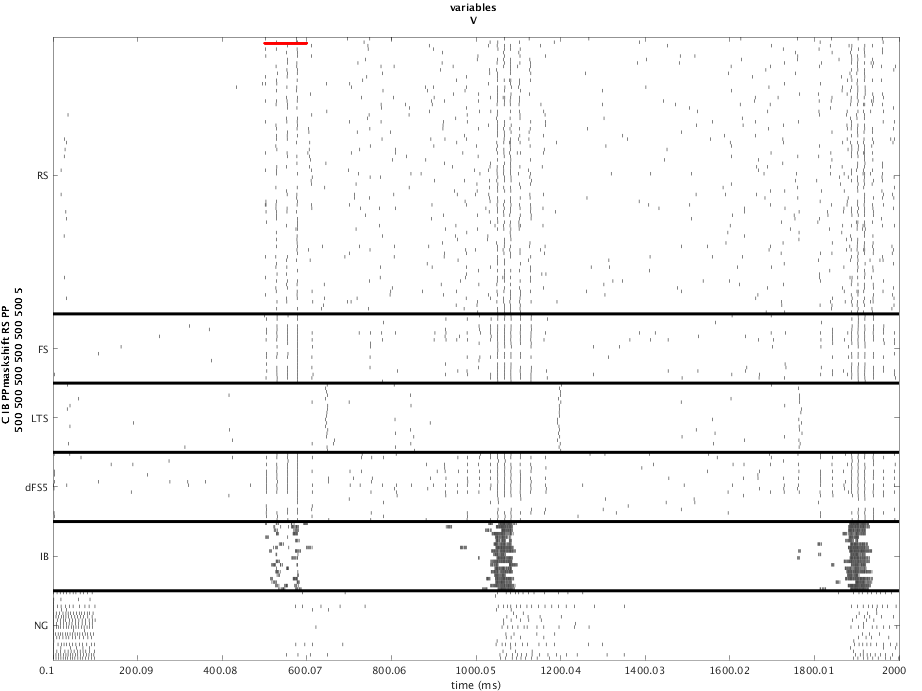 variables
V
RS
FS
LTS
dFS5
IB
NG
C IB PPmaskshift RS PP
500 500 500 500 500 500 500 5
0.1 200.09 400.08 600.07 800.06 1000.05 1200.04 1400.03 1600.02 1800.01 2000
time (ms)